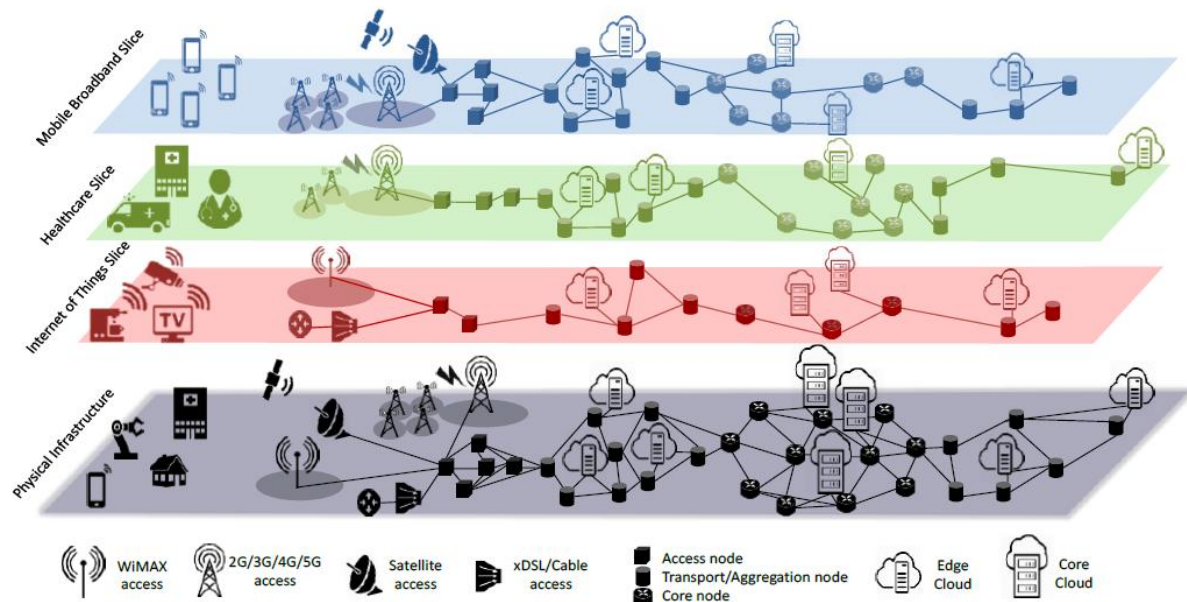 Mobile Broadband Slice
Healthcare Slice
Internet of Things Slice
TV
Physical Infrastructure
WiMAX
access
2G/3G/4G/5G
access
Satellite
access
xDSL/Cable
access
Access node
Transport/Aggregation node
Core node
Edge
Cloud
Core
Cloud